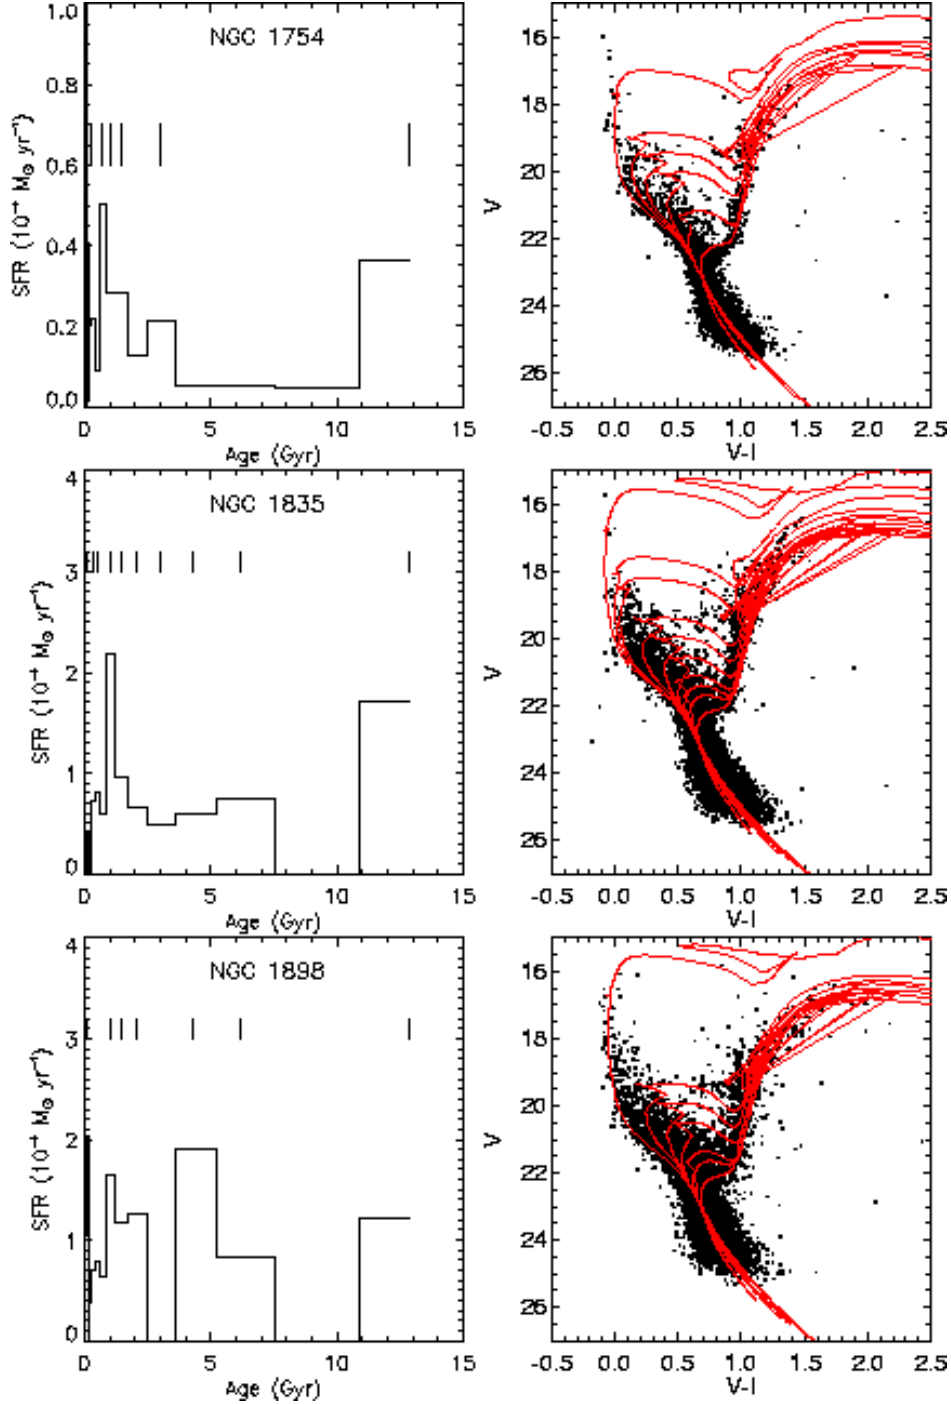 NGC 1754
SFR (10⁻⁴ M⊙ yr⁻¹)
1.0
0.8
0.6
0.4
0.2
0.0
0 5 10 15
Age (Gyr)
V
16
18
20
22
24
26
-0.5 0.0 0.5 1.0 1.5 2.0 2.5
V-I
NGC 1835
SFR (10⁻⁴ M⊙ yr⁻¹)
4
3
2
1
0
0 5 10 15
Age (Gyr)
V
16
18
20
22
24
26
-0.5 0.0 0.5 1.0 1.5 2.0 2.5
V-I
NGC 1898
SFR (10⁻⁴ M⊙ yr⁻¹)
4
3
2
1
0
0 5 10 15
Age (Gyr)
V
16
18
20
22
24
26
-0.5 0.0 0.5 1.0 1.5 2.0 2.5
V-I